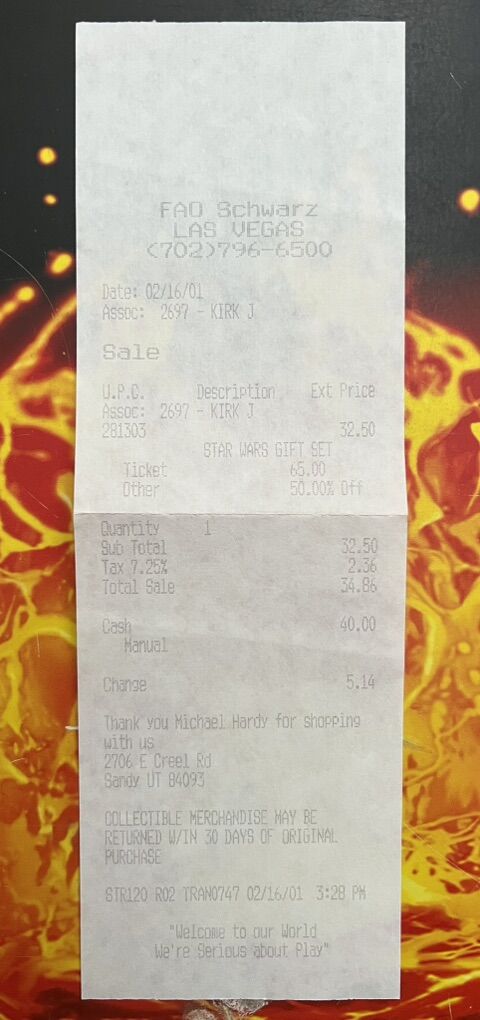 FAO Schwarz
LAS VEGAS
(702)796-6500
Date: 02/16/01
Assoc: 2697 - KIRK J
Sale
U.P.C. Description Ext Price
Assoc: 2697 - KIRK J
281303 32.50
STAR WARS GIFT SET
Ticket 65.00
Other 50.00% Off
Quantity 1
Sub Total 32.50
Tax 7.25% 2.36
Total Sale 34.86
Cash 40.00
Manual
Change 5.14
Thank you Michael Hardy for shopping
with us
2706 E Creel Rd
Sandy UT 84093
COLLECTIBLE MERCHANDISE MAY BE
RETURNED W/IN 30 DAYS OF ORIGINAL
PURCHASE
STR120 R02 TRAN0747 02/16/01 3:28 PM
"Welcome to our World
We're Serious about Play"